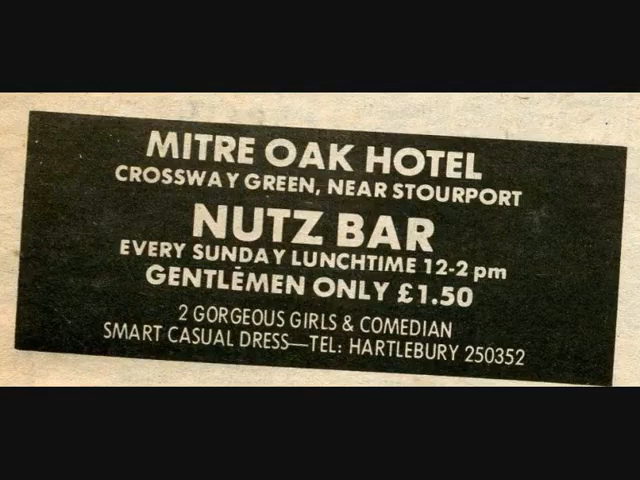 MITRE OAK HOTEL
CROSSWAY GREEN, NEAR STOURPORT
NUTZ BAR
EVERY SUNDAY LUNCHTIME 12-2 pm
GENTLEMEN ONLY £1.50
2 GORGEOUS GIRLS & COMEDIAN
SMART CASUAL DRESS—TEL: HARTLEBURY 250352